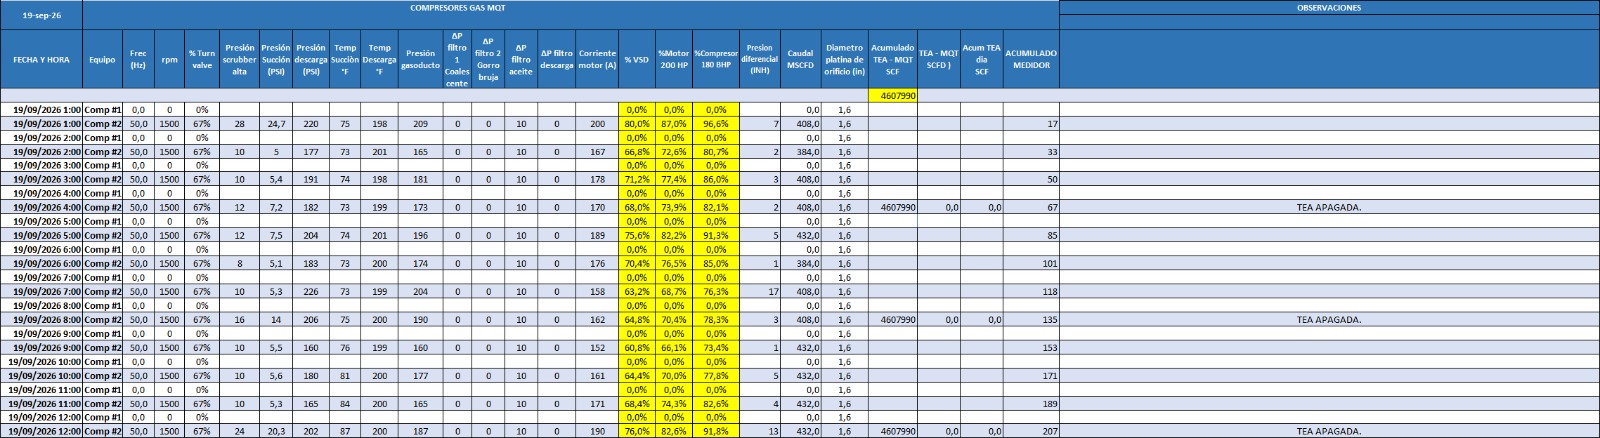 19-sep-26 COMPRESORES GAS MQT OBSERVACIONES
FECHA Y HORA Equipo Frec (Hz) rpm % Turn valve Presión scrubber alta Presión Succión (PSI) Presión descarga (PSI) Temp Succión °F Temp Descarga °F Presión gasoducto ΔP filtro 1 Coales cente ΔP filtro 2 Gorro bruja ΔP filtro aceite ΔP filtro descarga Corriente motor (A) % VSD %Motor 200 HP %Compresor 180 BHP Presion diferencial (INH) Caudal MSCFD Diametro platina de orificio (in) Acumulado TEA - MQT SCF TEA - MQT SCFD ) Acum TEA dia SCF ACUMULADO MEDIDOR
4607990
19/09/2026 1:00 Comp #1 0,0 0 0% 0,0% 0,0% 0,0% 0,0 1,6
19/09/2026 1:00 Comp #2 50,0 1500 67% 28 24,7 220 75 198 209 0 0 10 0 200 80,0% 87,0% 96,6% 7 408,0 1,6 17
19/09/2026 2:00 Comp #1 0,0 0 0% 0,0% 0,0% 0,0% 0,0 1,6
19/09/2026 2:00 Comp #2 50,0 1500 67% 10 5 177 73 201 165 0 0 10 0 167 66,8% 72,6% 80,7% 2 384,0 1,6 33
19/09/2026 3:00 Comp #1 0,0 0 0% 0,0% 0,0% 0,0% 0,0 1,6
19/09/2026 3:00 Comp #2 50,0 1500 67% 10 5,4 191 74 198 181 0 0 10 0 178 71,2% 77,4% 86,0% 3 408,0 1,6 50
19/09/2026 4:00 Comp #1 0,0 0 0% 0,0% 0,0% 0,0% 0,0 1,6
19/09/2026 4:00 Comp #2 50,0 1500 67% 12 7,2 182 73 199 173 0 0 10 0 170 68,0% 73,9% 82,1% 2 408,0 1,6 4607990 0,0 0,0 67 TEA APAGADA.
19/09/2026 5:00 Comp #1 0,0 0 0% 0,0% 0,0% 0,0% 0,0 1,6
19/09/2026 5:00 Comp #2 50,0 1500 67% 12 7,5 204 74 201 196 0 0 10 0 189 75,6% 82,2% 91,3% 5 432,0 1,6 85
19/09/2026 6:00 Comp #1 0,0 0 0% 0,0% 0,0% 0,0% 0,0 1,6
19/09/2026 6:00 Comp #2 50,0 1500 67% 8 5,1 183 73 200 174 0 0 10 0 176 70,4% 76,5% 85,0% 1 384,0 1,6 101
19/09/2026 7:00 Comp #1 0,0 0 0% 0,0% 0,0% 0,0% 0,0 1,6
19/09/2026 7:00 Comp #2 50,0 1500 67% 10 5,3 226 73 199 204 0 0 10 0 158 63,2% 68,7% 76,3% 17 408,0 1,6 118
19/09/2026 8:00 Comp #1 0,0 0 0% 0,0% 0,0% 0,0% 0,0 1,6
19/09/2026 8:00 Comp #2 50,0 1500 67% 16 14 206 75 200 190 0 0 10 0 162 64,8% 70,4% 78,3% 3 408,0 1,6 4607990 0,0 0,0 135 TEA APAGADA.
19/09/2026 9:00 Comp #1 0,0 0 0% 0,0% 0,0% 0,0% 0,0 1,6
19/09/2026 9:00 Comp #2 50,0 1500 67% 10 5,5 160 76 199 160 0 0 10 0 152 60,8% 66,1% 73,4% 1 432,0 1,6 153
19/09/2026 10:00 Comp #1 0,0 0 0% 0,0% 0,0% 0,0% 0,0 1,6
19/09/2026 10:00 Comp #2 50,0 1500 67% 10 5,6 180 81 200 177 0 0 10 0 161 64,4% 70,0% 77,8% 5 432,0 1,6 171
19/09/2026 11:00 Comp #1 0,0 0 0% 0,0% 0,0% 0,0% 0,0 1,6
19/09/2026 11:00 Comp #2 50,0 1500 67% 10 5,3 165 84 200 165 0 0 10 0 171 68,4% 74,3% 82,6% 4 432,0 1,6 189
19/09/2026 12:00 Comp #1 0,0 0 0% 0,0% 0,0% 0,0% 0,0 1,6
19/09/2026 12:00 Comp #2 50,0 1500 67% 24 20,3 202 87 200 187 0 0 10 0 190 76,0% 82,6% 91,8% 13 432,0 1,6 4607990 0,0 0,0 207 TEA APAGADA.